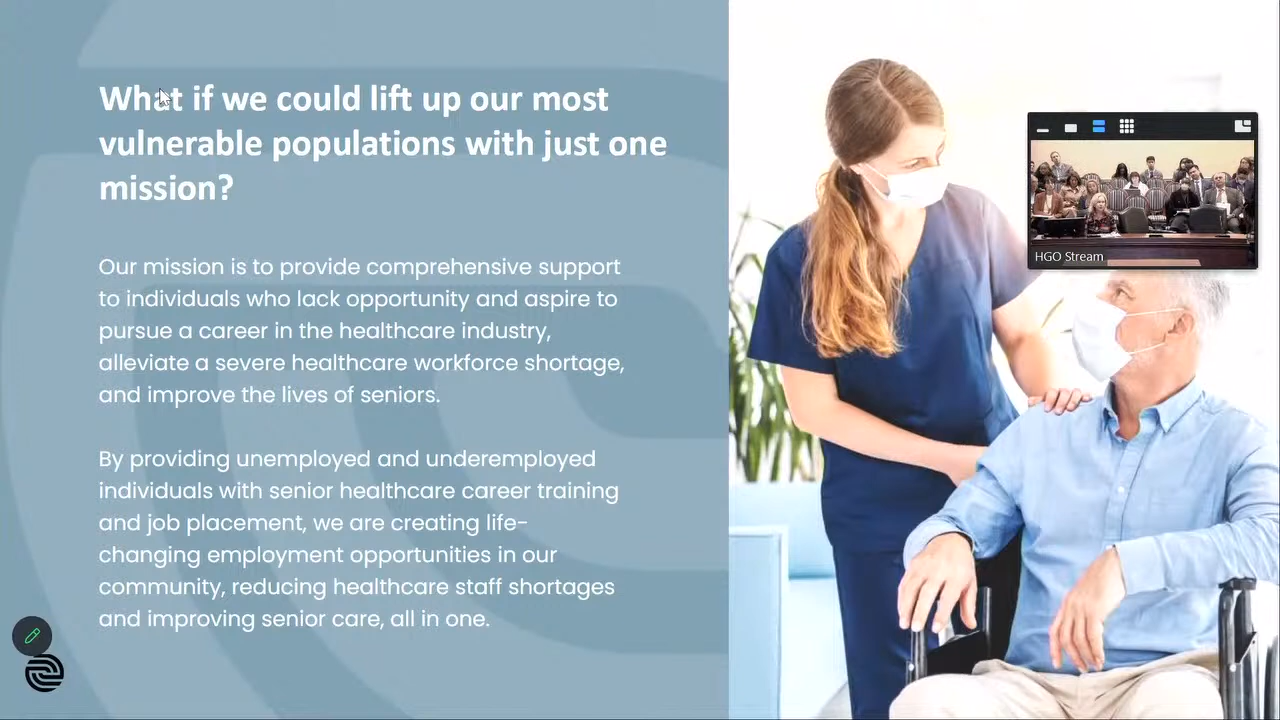 What if we could lift up our most
vulnerable populations with just one
mission?
Our mission is to provide comprehensive support
to individuals who lack opportunity and aspire to
pursue a career in the healthcare industry,
alleviate a severe healthcare workforce shortage,
and improve the lives of seniors.
By providing unemployed and underemployed
individuals with senior healthcare career training
and job placement, we are creating life-
changing employment opportunities in our
community, reducing healthcare staff shortages
and improving senior care, all in one.
HGO Stream